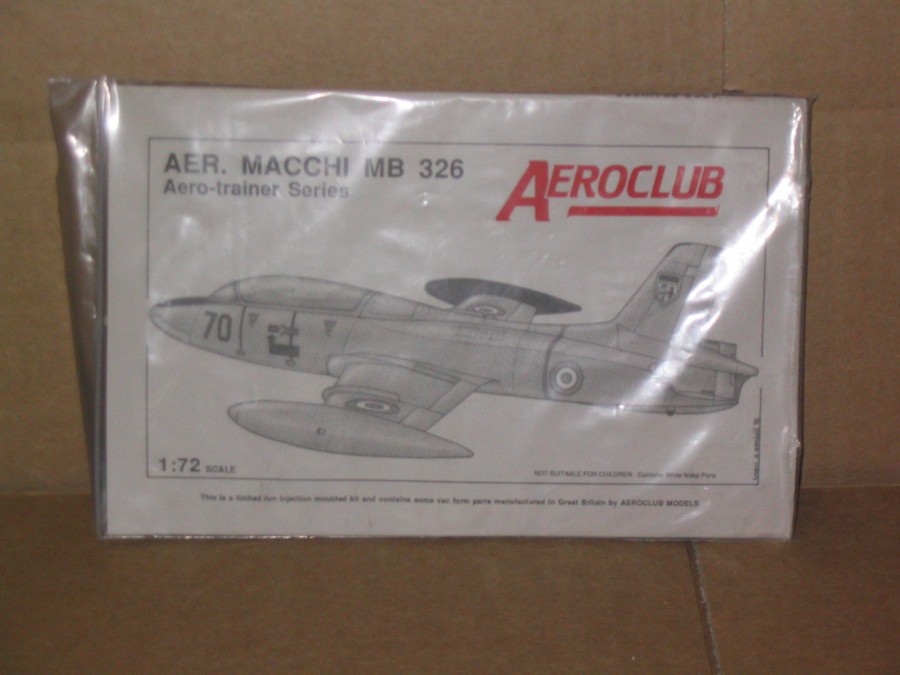 AER. MACCHI MB 326
Aero-trainer Series
AEROCLUB
70
1:72 SCALE
NOT SUITABLE FOR CHILDREN - Contains White Metal Parts
This is a limited run injection moulded kit and contains some vac form parts manufactured in Great Britain by AEROCLUB MODELS